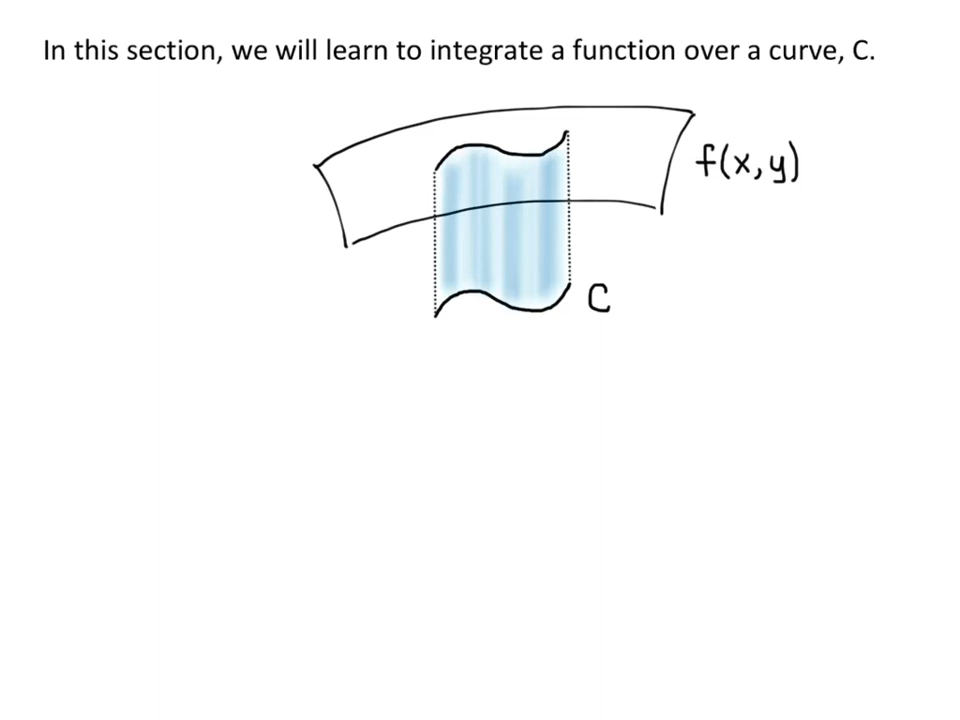 In this section, we will learn to integrate a function over a curve, C.
f(x,y)
C